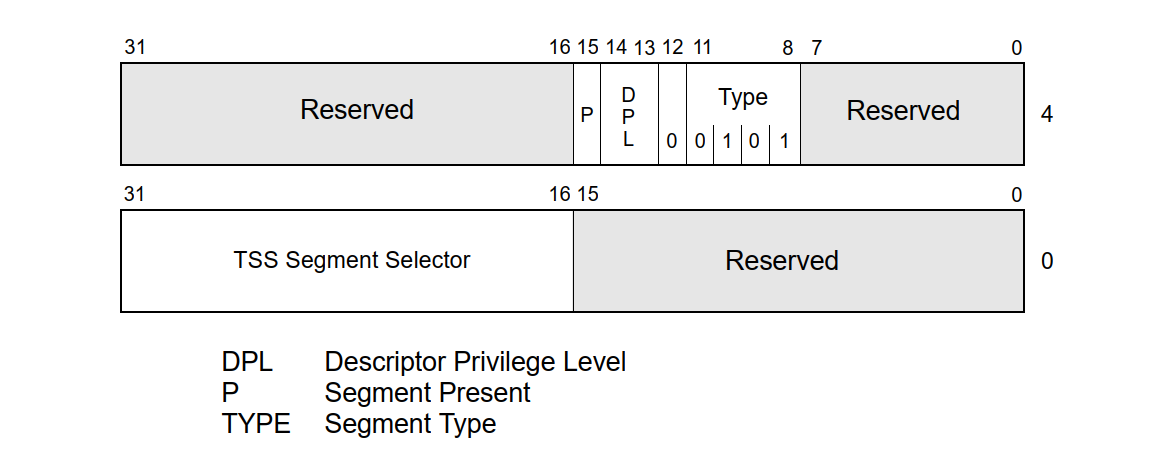 31 16 15 14 13 12 11 8 7 0
Reserved P DPL 0 Type 0 1 0 1 Reserved 4
31 16 15 0
TSS Segment Selector Reserved 0
DPL Descriptor Privilege Level
P Segment Present
TYPE Segment Type